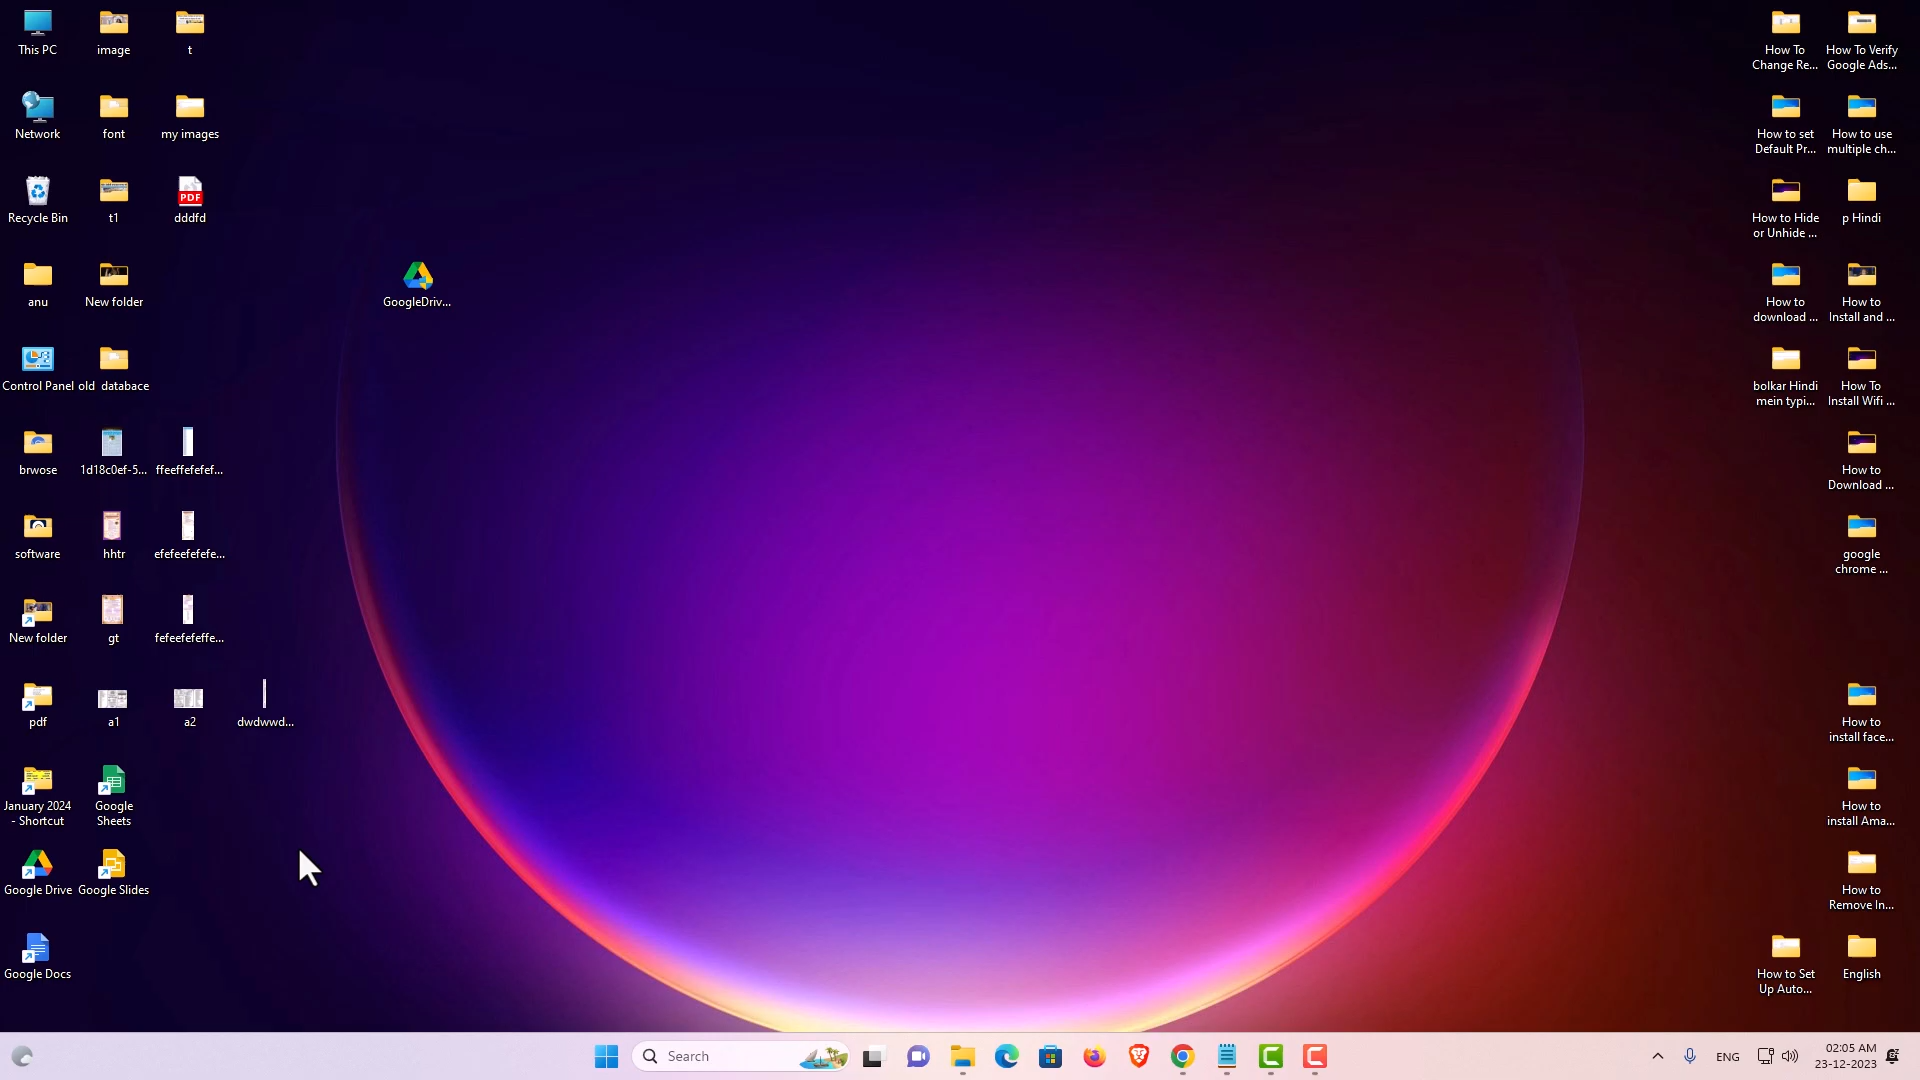 This PC
image
t
Network
font
my images
Recycle Bin
t1
PDF
dddfd
anu
New folder
GoogleDriv...
Control Panel
old databace
brwose
1d18c0ef-5...
ffeeffefefef...
software
hhtr
efefeefefefe...
New folder
gt
fefeefefeffe...
pdf
a1
a2
dwdwwd...
January 2024
- Shortcut
Google
Sheets
Google Drive
Google Slides
Google Docs
How To
Change Re...
How To Verify
Google Ads...
How to set
Default Pr...
How to use
multiple ch...
How to Hide
or Unhide ...
p Hindi
How to
download ...
How to
Install and ...
bolkar Hindi
mein typi...
How To
Install Wifi ...
How to
Download ...
google
chrome ...
How to
install face...
How to
install Ama...
How to
Remove In...
How to Set
Up Auto...
English
Search
ENG
02:05 AM
23-12-2023